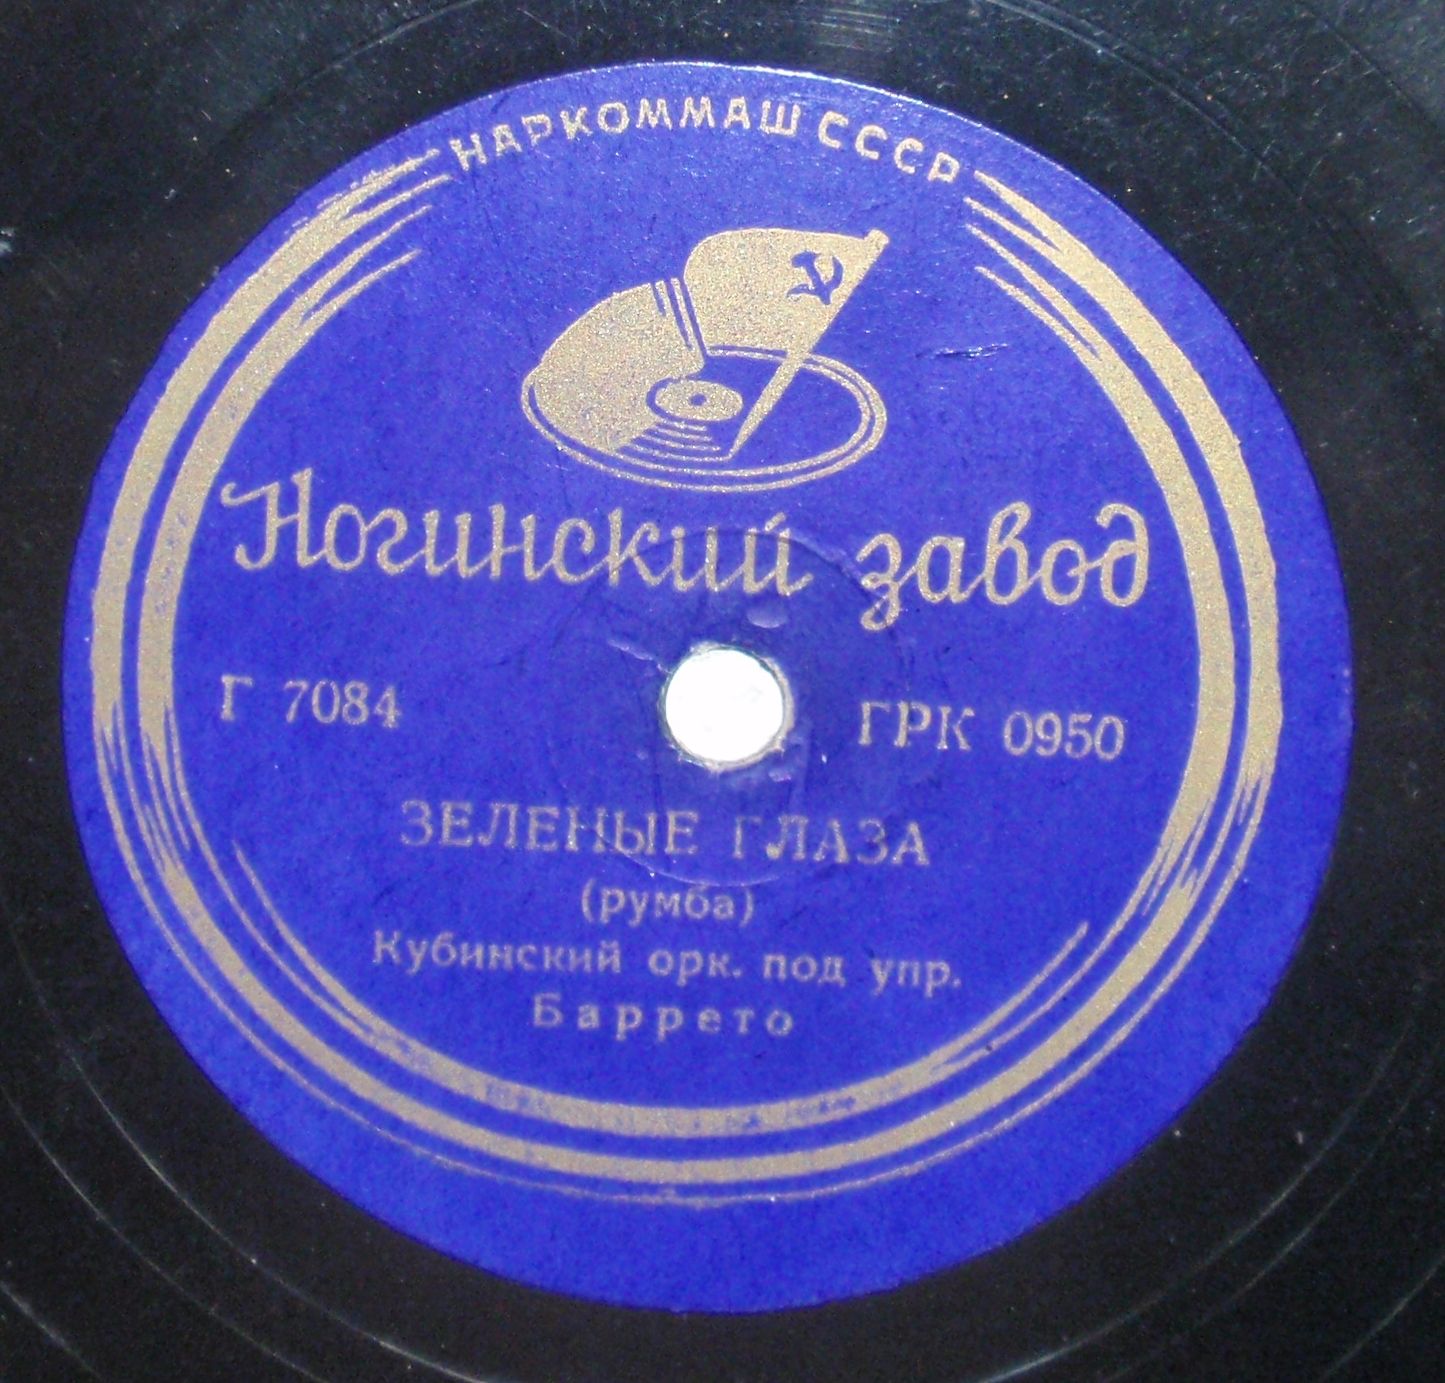 НАРКОММАШ СССР
Ногинский завод
Г 7084 ГРК 0950
ЗЕЛЕНЫЕ ГЛАЗА
(румба)
Кубинский орк. под упр.
Баррето